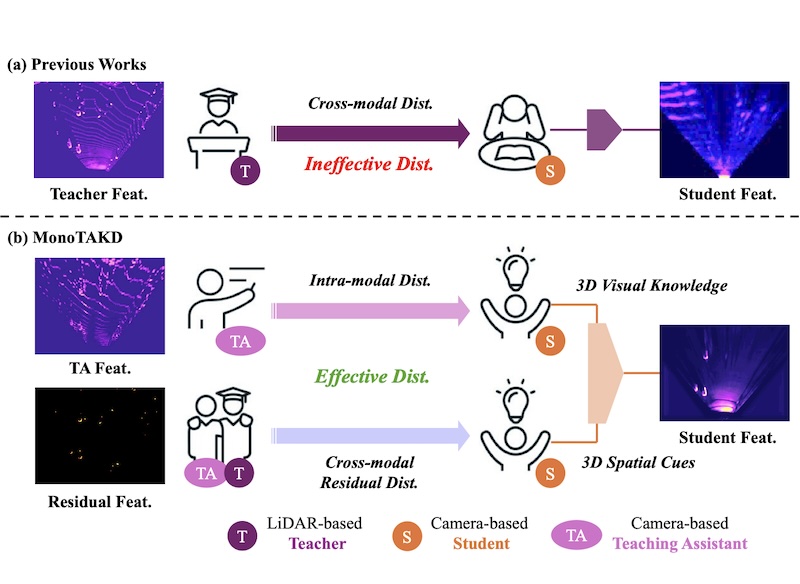 (a) Previous Works
Teacher Feat.
T
Cross-modal Dist.
Ineffective Dist.
S
Student Feat.
(b) MonoTAKD
TA Feat.
TA
Intra-modal Dist.
S
3D Visual Knowledge
Effective Dist.
Residual Feat.
TA T
Cross-modal
Residual Dist.
S
3D Spatial Cues
Student Feat.
T LiDAR-based
Teacher
S Camera-based
Student
TA Camera-based
Teaching Assistant